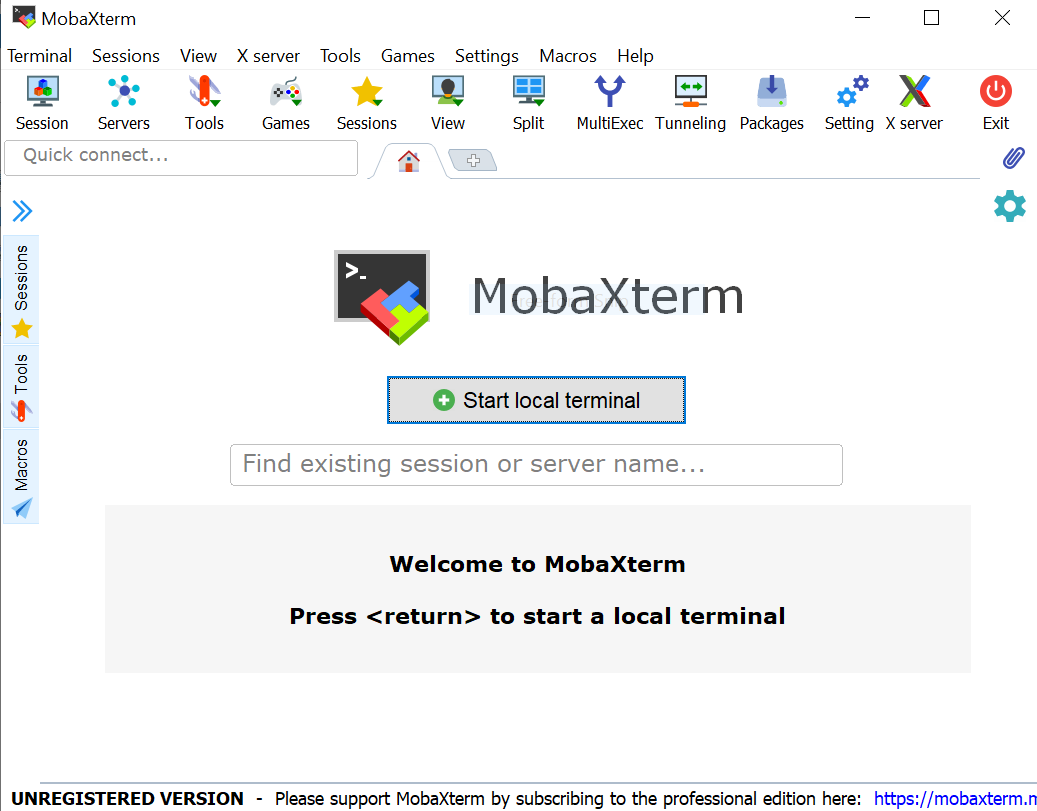 MobaXterm
Terminal Sessions View X server Tools Games Settings Macros Help
Session Servers Tools Games Sessions View Split MultiExec Tunneling Packages Setting X server Exit
Quick connect...
Sessions
Tools
Macros
>_
MobaXterm
Start local terminal
Find existing session or server name...
Welcome to MobaXterm
Press <return> to start a local terminal
UNREGISTERED VERSION - Please support MobaXterm by subscribing to the professional edition here: https://mobaxterm.m